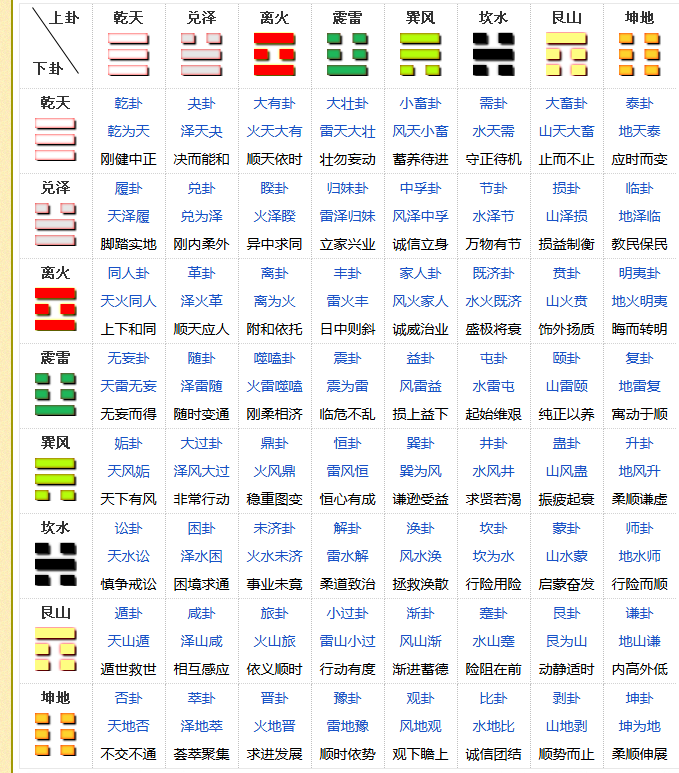 上卦
下卦
乾天 兑泽 离火 震雷 巽风 坎水 艮山 坤地
乾天
乾卦 夬卦 大有卦 大壮卦 小畜卦 需卦 大畜卦 泰卦
乾为天 泽天夬 火天大有 雷天大壮 风天小畜 水天需 山天大畜 地天泰
刚健中正 决而能和 顺天依时 壮勿妄动 蓄养待进 守正待机 止而不止 应时而变
兑泽
履卦 兑卦 睽卦 归妹卦 中孚卦 节卦 损卦 临卦
天泽履 兑为泽 火泽睽 雷泽归妹 风泽中孚 水泽节 山泽损 地泽临
脚踏实地 刚内柔外 异中求同 立家兴业 诚信立身 万物有节 损益制衡 教民保民
离火
同人卦 革卦 离卦 丰卦 家人卦 既济卦 贲卦 明夷卦
天火同人 泽火革 离为火 雷火丰 风火家人 水火既济 山火贲 地火明夷
上下和同 顺天应人 附和依托 日中则斜 诚威治业 盛极将衰 饰外扬质 晦而转明
震雷
无妄卦 随卦 噬嗑卦 震卦 益卦 屯卦 颐卦 复卦
天雷无妄 泽雷随 火雷噬嗑 震为雷 风雷益 水雷屯 山雷颐 地雷复
无妄而得 随时变通 刚柔相济 临危不乱 损上益下 起始维艰 纯正以养 寓动于顺
巽风
姤卦 大过卦 鼎卦 恒卦 巽卦 井卦 蛊卦 升卦
天风姤 泽风大过 火风鼎 雷风恒 巽为风 水风井 山风蛊 地风升
天下有风 非常行动 稳重图变 恒心有成 谦逊受益 求贤若渴 振疲起衰 柔顺谦虚
坎水
讼卦 困卦 未济卦 解卦 涣卦 坎卦 蒙卦 师卦
天水讼 泽水困 火水未济 雷水解 风水涣 坎为水 山水蒙 地水师
慎争戒讼 困境求通 事业未竟 柔道致治 拯救涣散 行险用险 启蒙奋发 行险而顺
艮山
遁卦 咸卦 旅卦 小过卦 渐卦 蹇卦 艮卦 谦卦
天山遁 泽山咸 火山旅 雷山小过 风山渐 水山蹇 艮为山 地山谦
遁世救世 相互感应 依义顺时 行动有度 渐进蓄德 险阻在前 动静适时 内高外低
坤地
否卦 萃卦 晋卦 豫卦 观卦 比卦 剥卦 坤卦
天地否 泽地萃 火地晋 雷地豫 风地观 水地比 山地剥 坤为地
不交不通 荟萃聚集 求进发展 顺时依势 观下瞻上 诚信团结 顺势而止 柔顺伸展